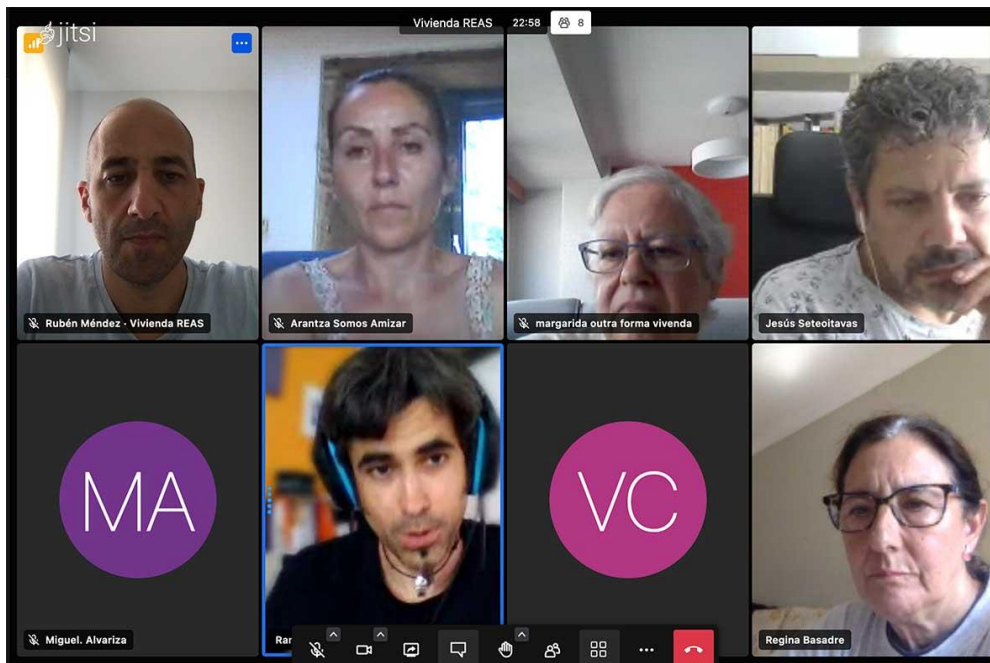 jitsi
Vivienda REAS
22:58
8
Rubén Méndez - Vivienda REAS
Arantza Somos Amizar
margarida outra forma vivenda
Jesús Seteoitavas
MA
VC
Miguel. Alvariza
Rar
Regina Basadre